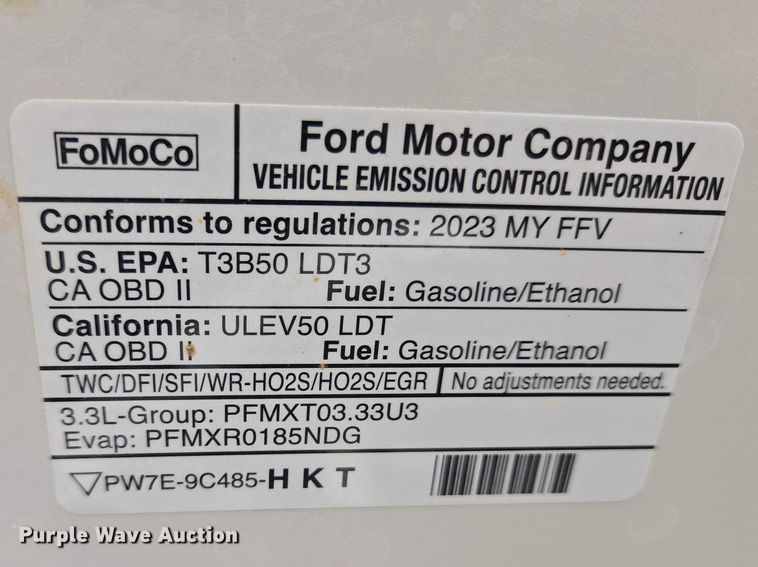 FoMoCo
Ford Motor Company
VEHICLE EMISSION CONTROL INFORMATION
Conforms to regulations: 2023 MY FFV
U.S. EPA: T3B50 LDT3
CA OBD II Fuel: Gasoline/Ethanol
California: ULEV50 LDT
CA OBD II Fuel: Gasoline/Ethanol
TWC/DFI/SFI/WR-HO2S/HO2S/EGR No adjustments needed.
3.3L-Group: PFMXT03.33U3
Evap: PFMXR0185NDG
PW7E-9C485-H K T
Purple Wave Auction